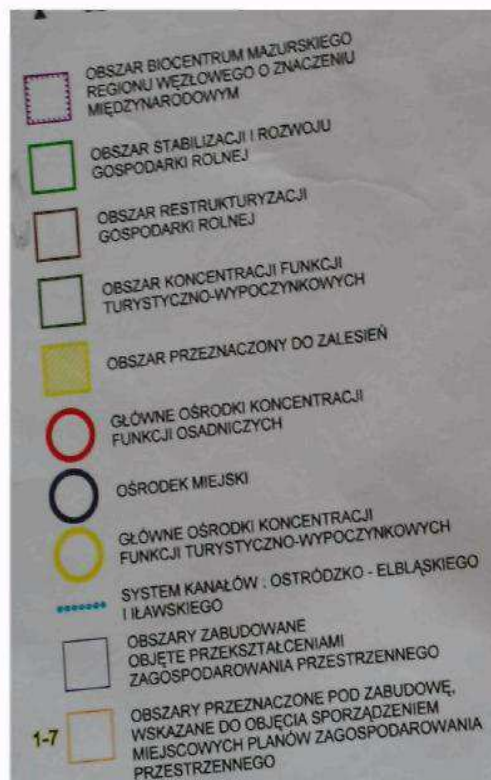 OBSZAR BIOCENTRUM MAZURSKIEGO
REGIONU WĘZŁOWEGO O ZNACZENIU
MIĘDZYNARODOWYM
OBSZAR STABILIZACJI I ROZWOJU
GOSPODARKI ROLNEJ
OBSZAR RESTRUKTURYZACJI
GOSPODARKI ROLNEJ
OBSZAR KONCENTRACJI FUNKCJI
TURYSTYCZNO-WYPOCZYNKOWYCH
OBSZAR PRZEZNACZONY DO ZALESIEŃ
GŁÓWNE OŚRODKI KONCENTRACJI
FUNKCJI OSADNICZYCH
OŚRODEK MIEJSKI
GŁÓWNE OŚRODKI KONCENTRACJI
FUNKCJI TURYSTYCZNO-WYPOCZYNKOWYCH
SYSTEM KANAŁÓW : OSTRÓDZKO - ELBLĄSKIEGO
I IŁAWSKIEGO
OBSZARY ZABUDOWANE
OBJĘTE PRZEKSZTAŁCENIAMI
ZAGOSPODAROWANIA PRZESTRZENNEGO
1-7 OBSZARY PRZEZNACZONE POD ZABUDOWĘ,
WSKAZANE DO OBJĘCIA SPORZĄDZENIEM
MIEJSCOWYCH PLANÓW ZAGOSPODAROWANIA
PRZESTRZENNEGO